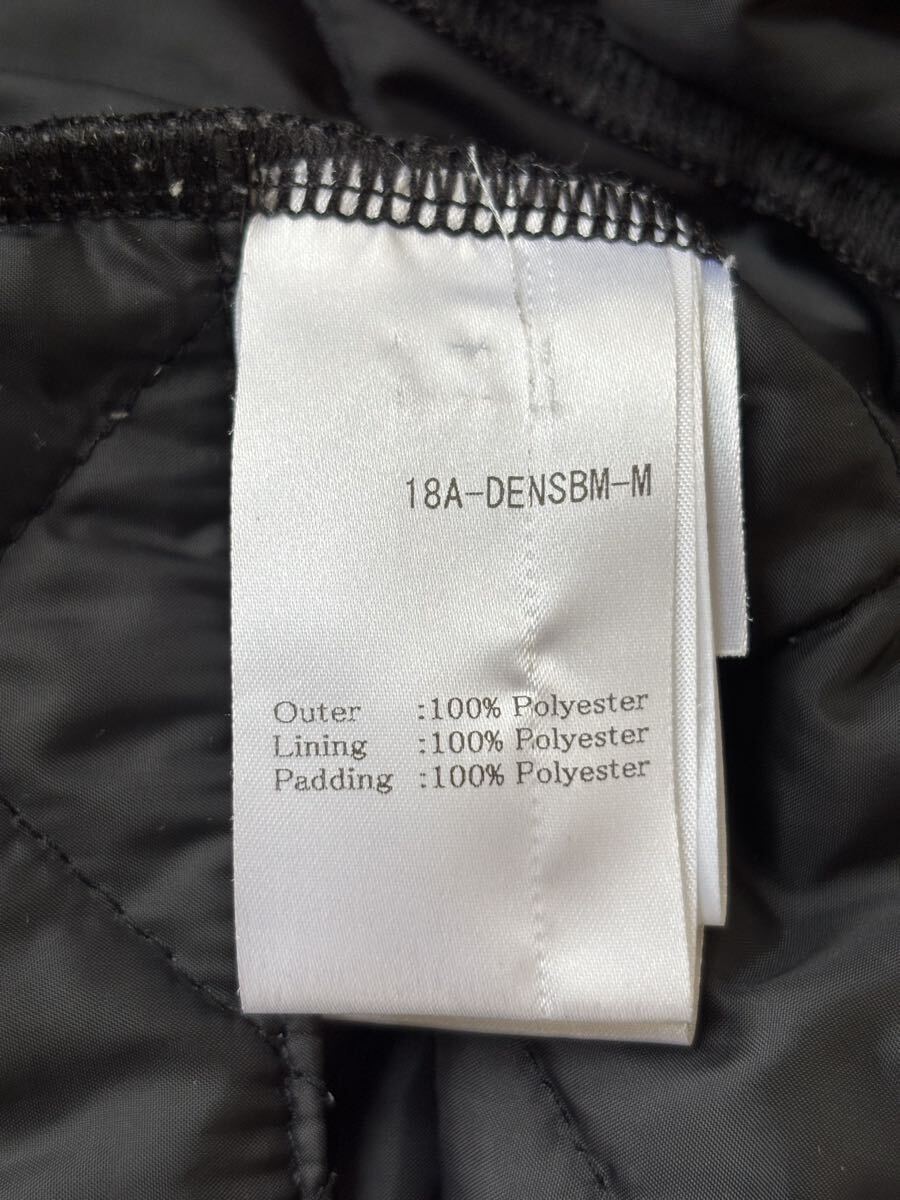 18A-DENSBM-M
Outer :100% Polyester
Lining :100% Polyester
Padding :100% Polyester